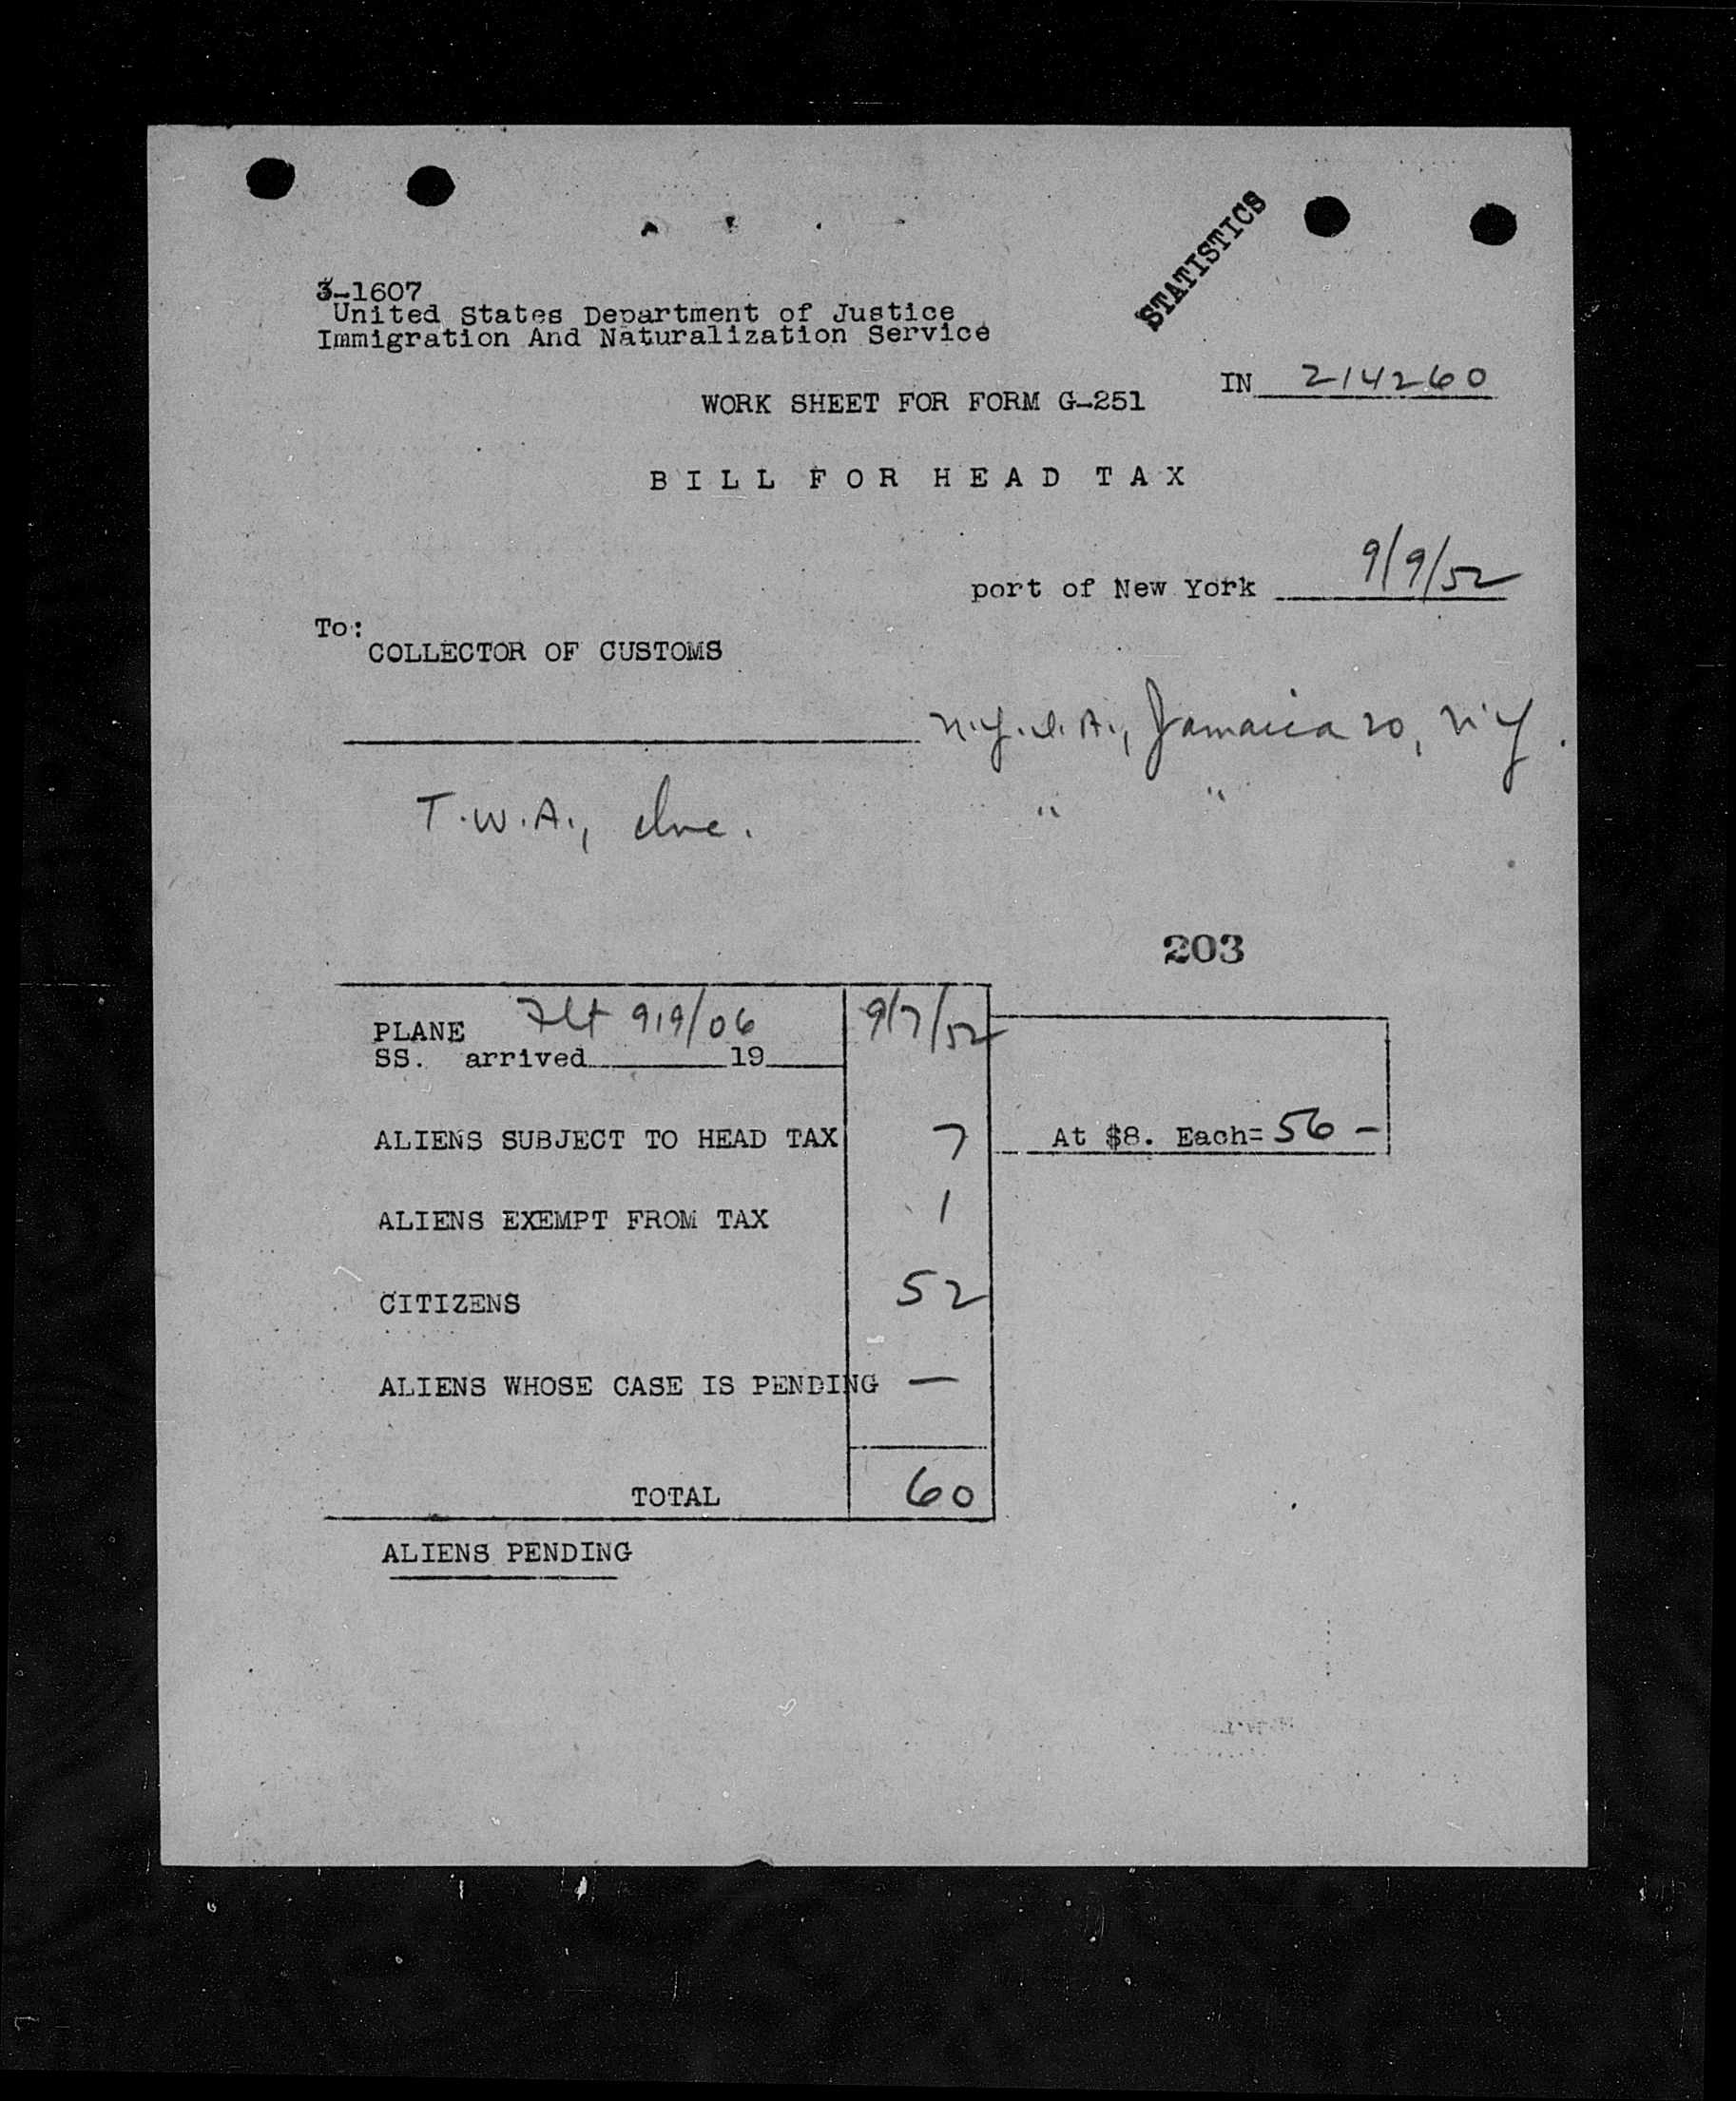 STATISTICS
3-1607
United States Department of Justice
Immigration And Naturalization Service
IN 214260
WORK SHEET FOR FORM G-251
BILL FOR HEAD TAX
port of New York 9/9/52
To:
COLLECTOR OF CUSTOMS
N.Y.I.A., Jamaica 20, N.Y.
T.W.A., Inc. " "
203
PLANE Flt 919/06 9/7/52
SS. arrived 19
ALIENS SUBJECT TO HEAD TAX 7 At $8. Each= 56 -
ALIENS EXEMPT FROM TAX 1
CITIZENS 52
ALIENS WHOSE CASE IS PENDING —
TOTAL 60
ALIENS PENDING